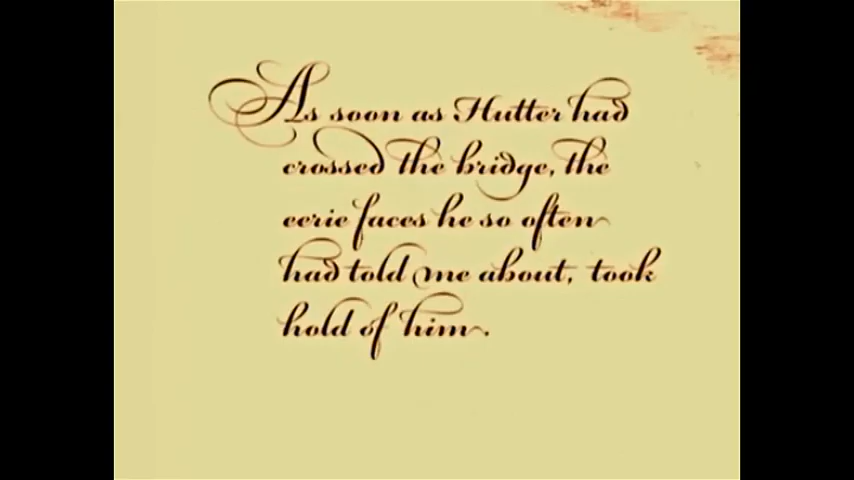 As soon as Hutter had
crossed the bridge, the
eerie faces he so often
had told me about, took
hold of him.